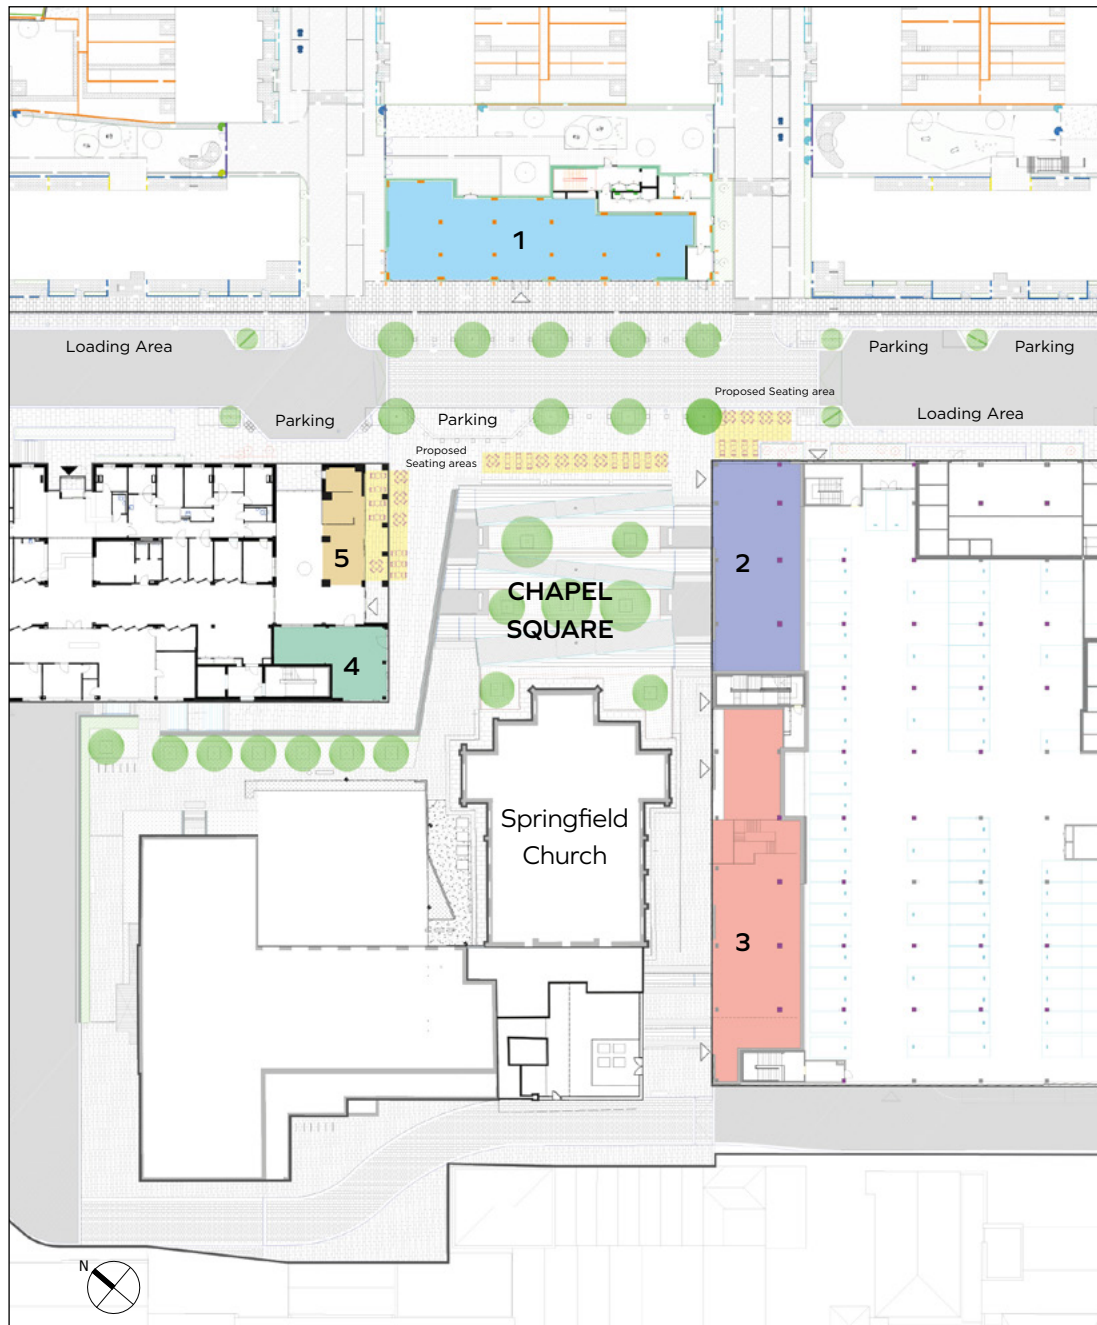 1
Loading Area
Parking
Parking
Proposed Seating area
Parking
Parking
Loading Area
Proposed
Seating areas
5
2
CHAPEL
SQUARE
4
Springfield
Church
3
N